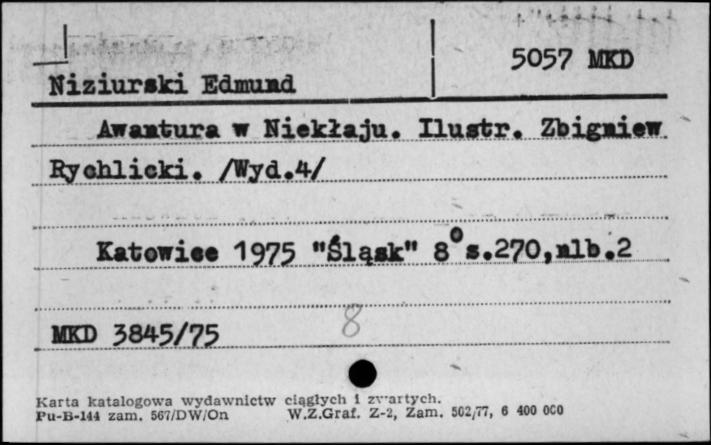 5057 MKD
Niziurski Edmund
Awantura w Niekłaju. Ilustr. Zbigniew
Rychlicki. /Wyd.4/
Katowice 1975 "Śląsk" 8° s.270,nlb.2
MKD 3845/75 8
Karta katalogowa wydawnictw ciągłych i zwartych.
Pu-B-144 zam. 567/DW/On W.Z.Graf. Z-2, Zam. 502/77, 6 400 000